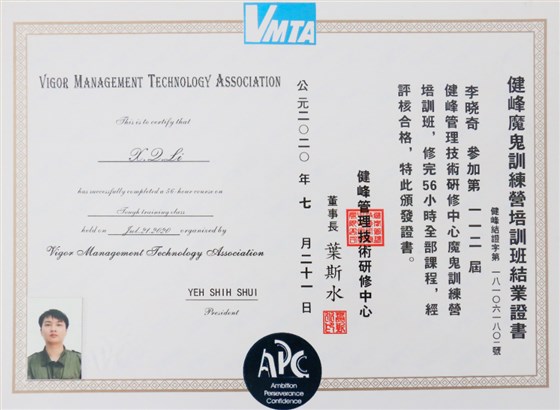 VMTA
VIGOR MANAGEMENT TECHNOLOGY ASSOCIATION
This is to certify that
X.Q.Li
has successfully completed a 56-hour course on
Tough training class
held on Jul.21.2020 organized by
Vigor Management Technology Association
YEH SHIH SHUI
President
健峰魔鬼訓練營培訓班結業證書
健峰結證字第 一八一〇六一八〇二號
李晓奇 參加第 一一二 屆
健峰管理技術研修中心魔鬼訓練營
培訓班，修完56小時全部課程，經
評核合格，特此頒發證書。
健峰管理技術研修中心
董事長 葉斯水
公元二〇二〇年 七 月二十一日
APC
Ambition
Perseverance
Confidence